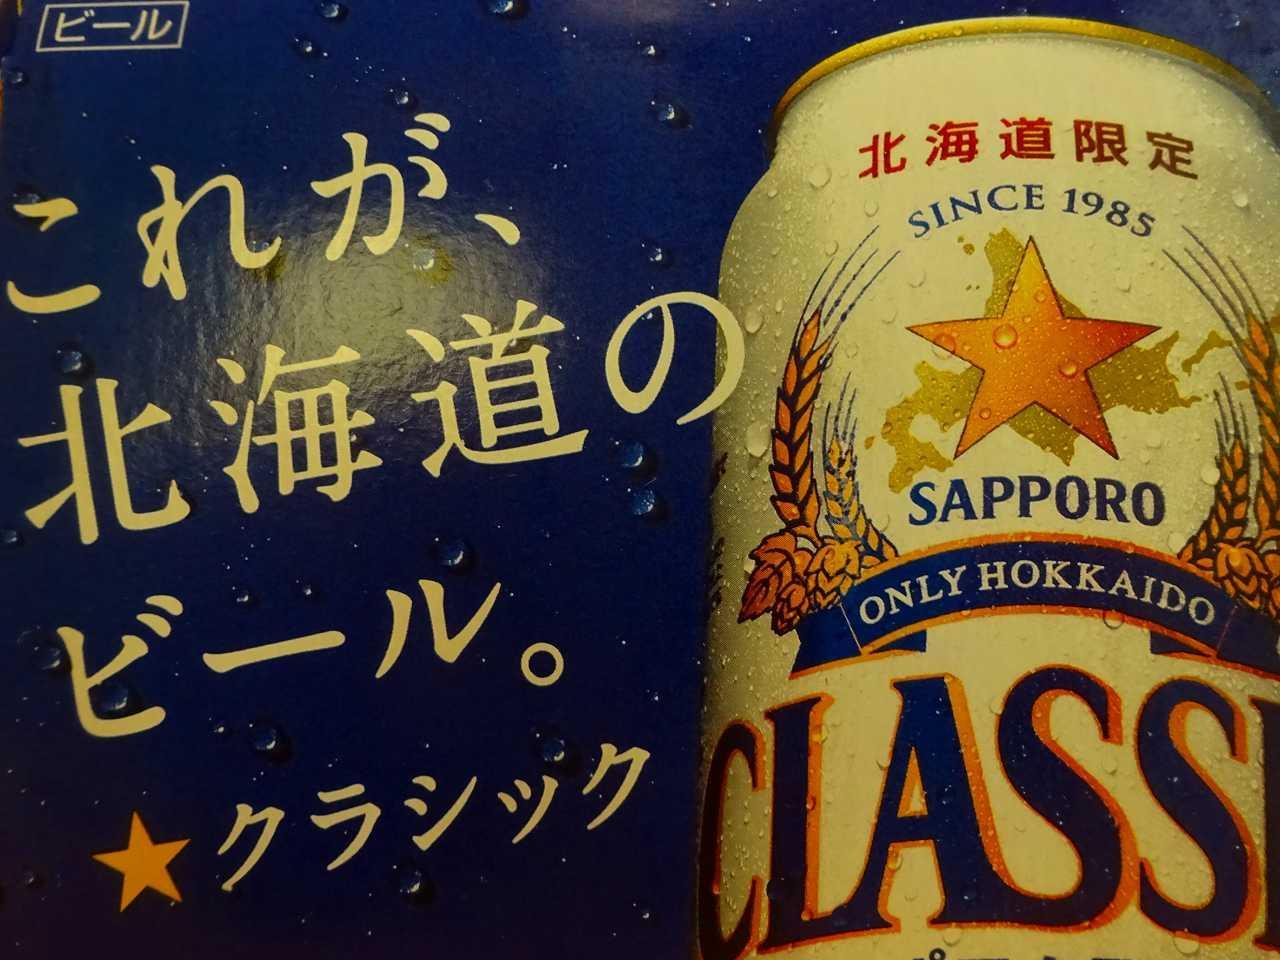 ビール
これが、
北海道の
ビール。
★クラシック
北海道限定
SINCE 1985
SAPPORO
ONLY HOKKAIDO
CLASSI